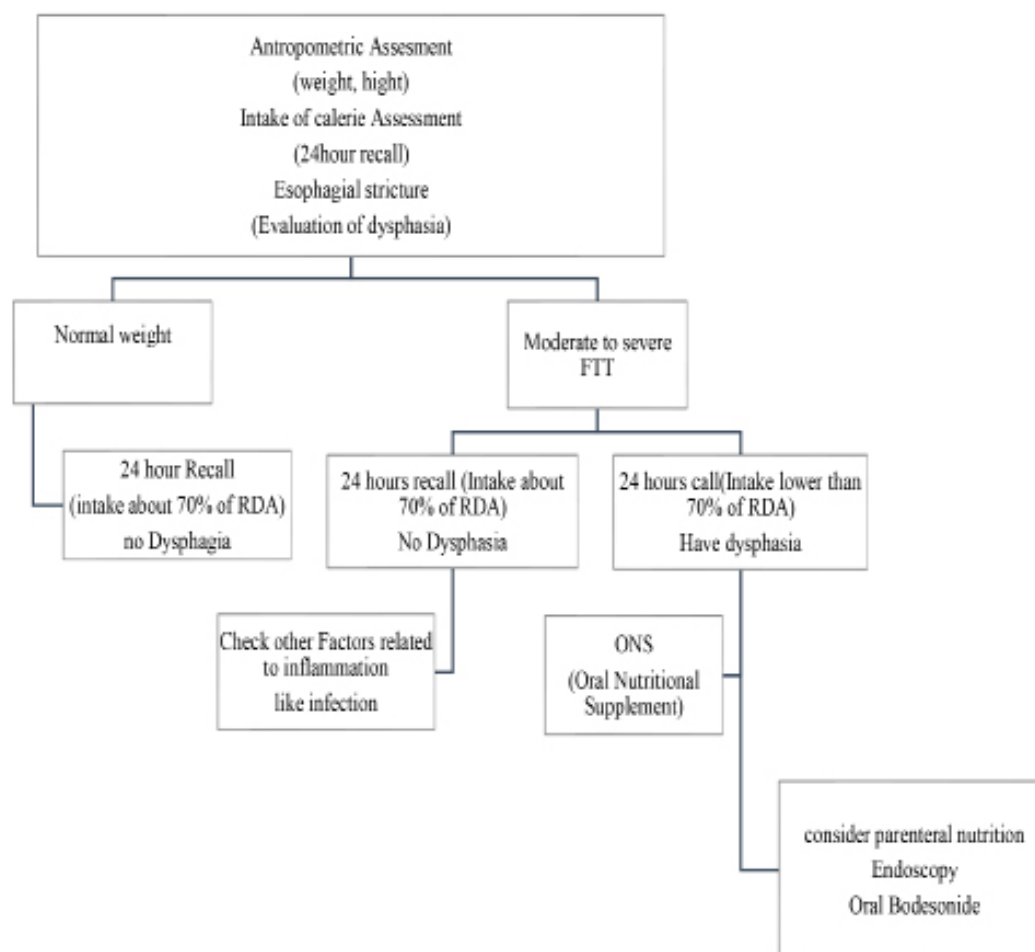 Antropometric Assesment
(weight, hight)
Intake of calerie Assessment
(24hour recall)
Esophagial stricture
(Evaluation of dysphasia)
Normal weight
Moderate to severe
FTT
24 hour Recall
(intake about 70% of RDA)
no Dysphagia
24 hours recall (Intake about
70% of RDA)
No Dysphasia
24 hours call(Intake lower than
70% of RDA)
Have dysphasia
Check other Factors related
to inflammation
like infection
ONS
(Oral Nutritional
Supplement)
consider parenteral nutrition
Endoscopy
Oral Bodesonide